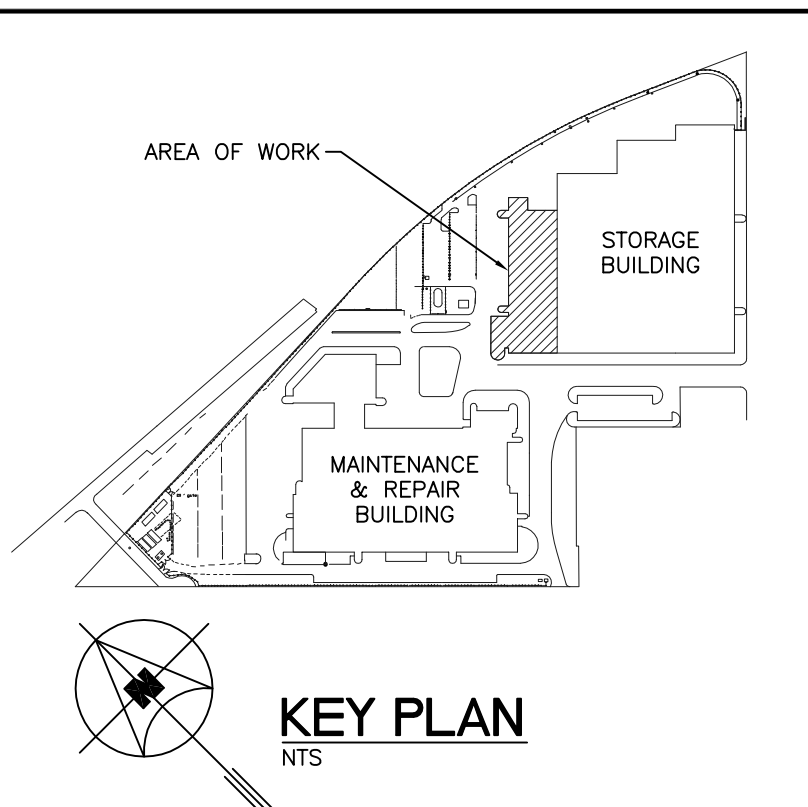 AREA OF WORK
STORAGE
BUILDING
MAINTENANCE
& REPAIR
BUILDING
N
KEY PLAN
NTS